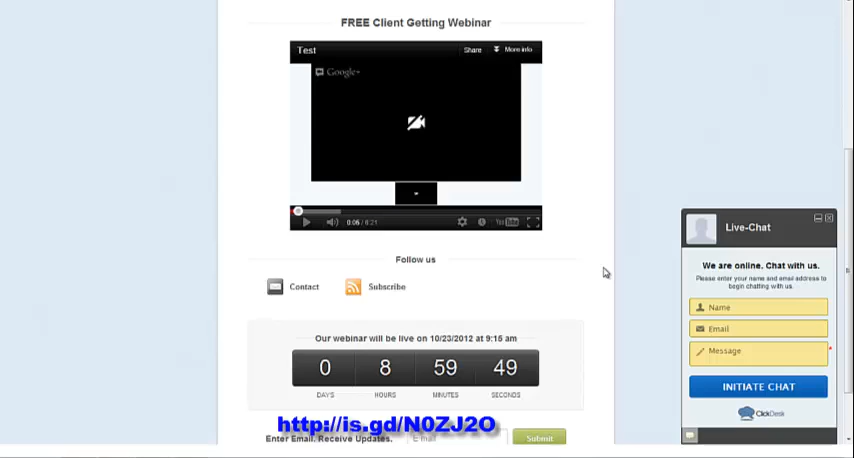 FREE Client Getting Webinar
Test
Share
More info
Google+
0:06 / 6:21
You Tube
Follow us
Contact
Subscribe
Our webinar will be live on 10/23/2012 at 9:15 am
0 8 59 49
DAYS HOURS MINUTES SECONDS
http://is.gd/N0ZJ2O
Enter Email. Receive Updates.
E-mail
Submit
Live-Chat
We are online. Chat with us.
Please enter your name and email address to
begin chatting with us.
Name
Email
Message
*
INITIATE CHAT
ClickDesk